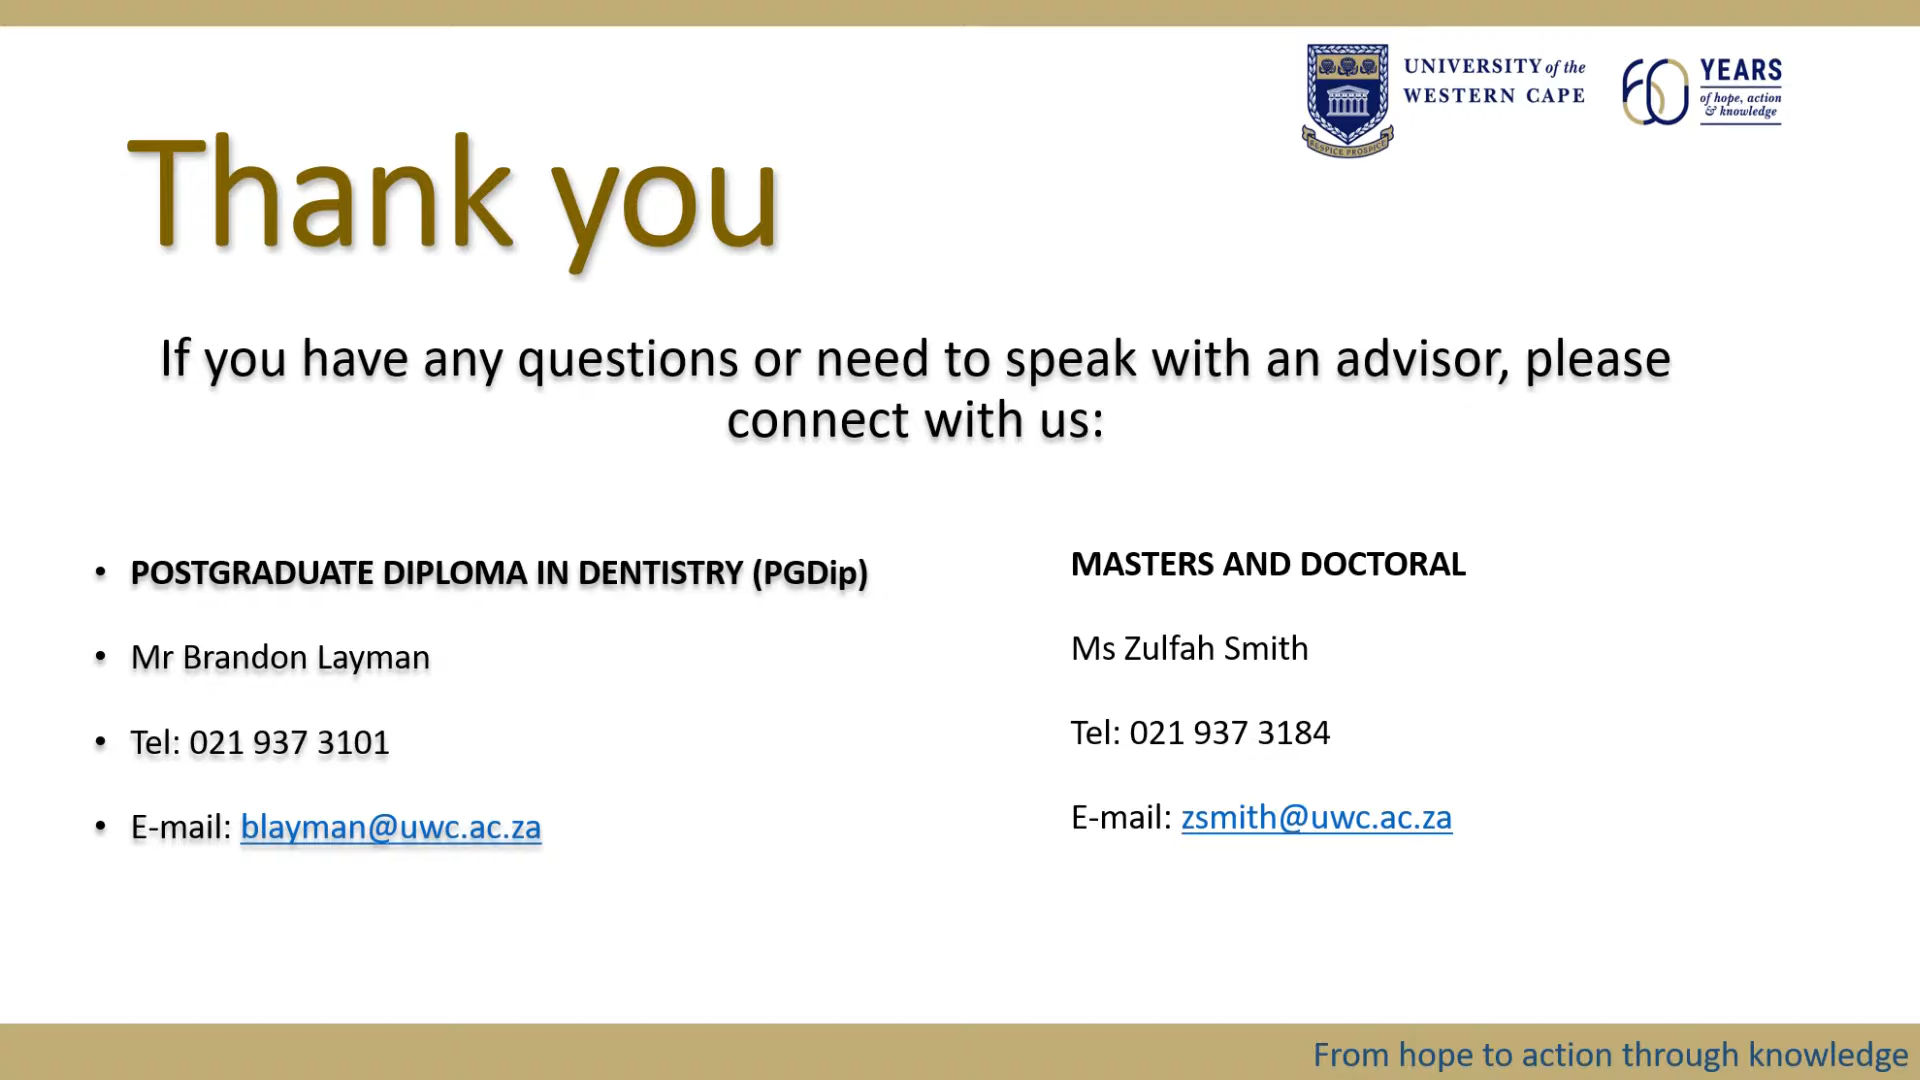 UNIVERSITY of the
WESTERN CAPE
RESPICE PROSPICE
60 YEARS
of hope, action
& knowledge
Thank you
If you have any questions or need to speak with an advisor, please
connect with us:
• POSTGRADUATE DIPLOMA IN DENTISTRY (PGDip)
• Mr Brandon Layman
• Tel: 021 937 3101
• E-mail: blayman@uwc.ac.za
MASTERS AND DOCTORAL
Ms Zulfah Smith
Tel: 021 937 3184
E-mail: zsmith@uwc.ac.za
From hope to action through knowledge